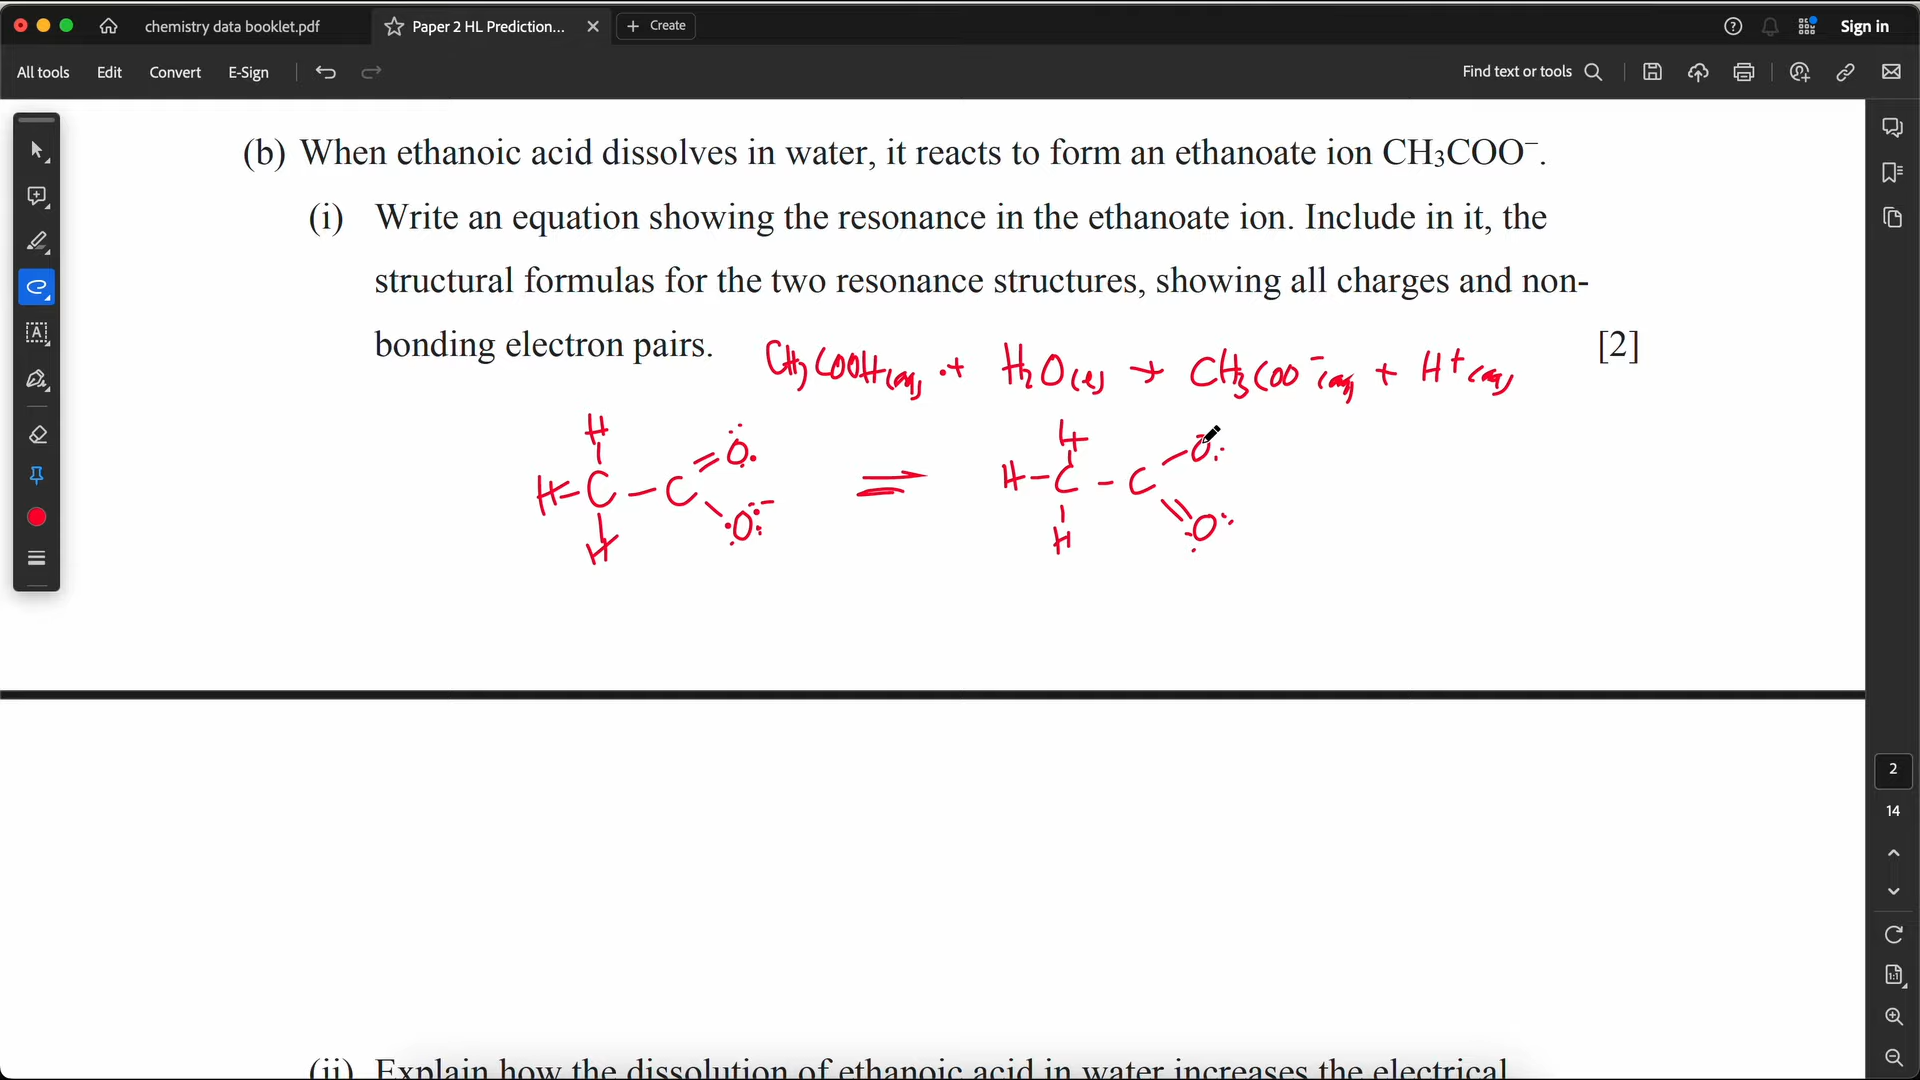 chemistry data booklet.pdf
Paper 2 HL Prediction...
Create
Sign in
All tools Edit Convert E-Sign
Find text or tools
(b) When ethanoic acid dissolves in water, it reacts to form an ethanoate ion CH₃COO⁻.
(i) Write an equation showing the resonance in the ethanoate ion. Include in it, the
structural formulas for the two resonance structures, showing all charges and non-
bonding electron pairs. [2]
CH₃COOH(aq) + H₂O(l) → CH₃COO⁻(aq) + H⁺(aq)
H H
O O
H-C-C ⇌ H-C-C
O⁻ O
H H
2
14
(ii) Explain how the dissolution of ethanoic acid in water increases the electrical